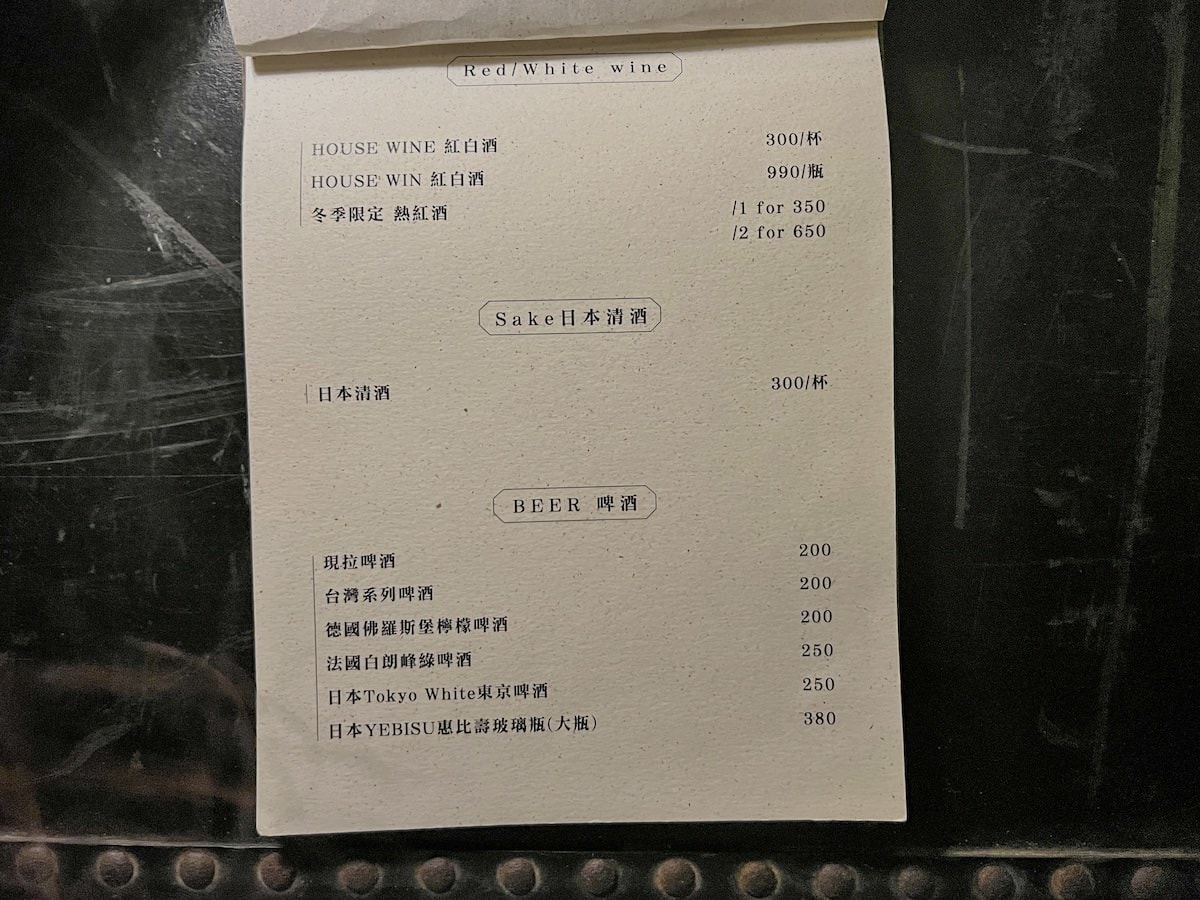 Red/White wine
HOUSE WINE 紅白酒 300/杯
HOUSE WIN 紅白酒 990/瓶
冬季限定 熱紅酒 /1 for 350
/2 for 650
Sake日本清酒
日本清酒 300/杯
BEER 啤酒
現拉啤酒 200
台灣系列啤酒 200
德國佛羅斯堡檸檬啤酒 200
法國白朗峰綠啤酒 250
日本Tokyo White東京啤酒 250
日本YEBISU惠比壽玻璃瓶(大瓶) 380